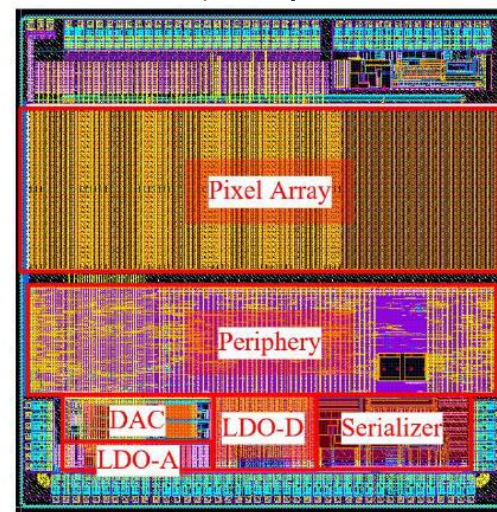 Pixel Array
Periphery
DAC
LDO-D
Serializer
LDO-A